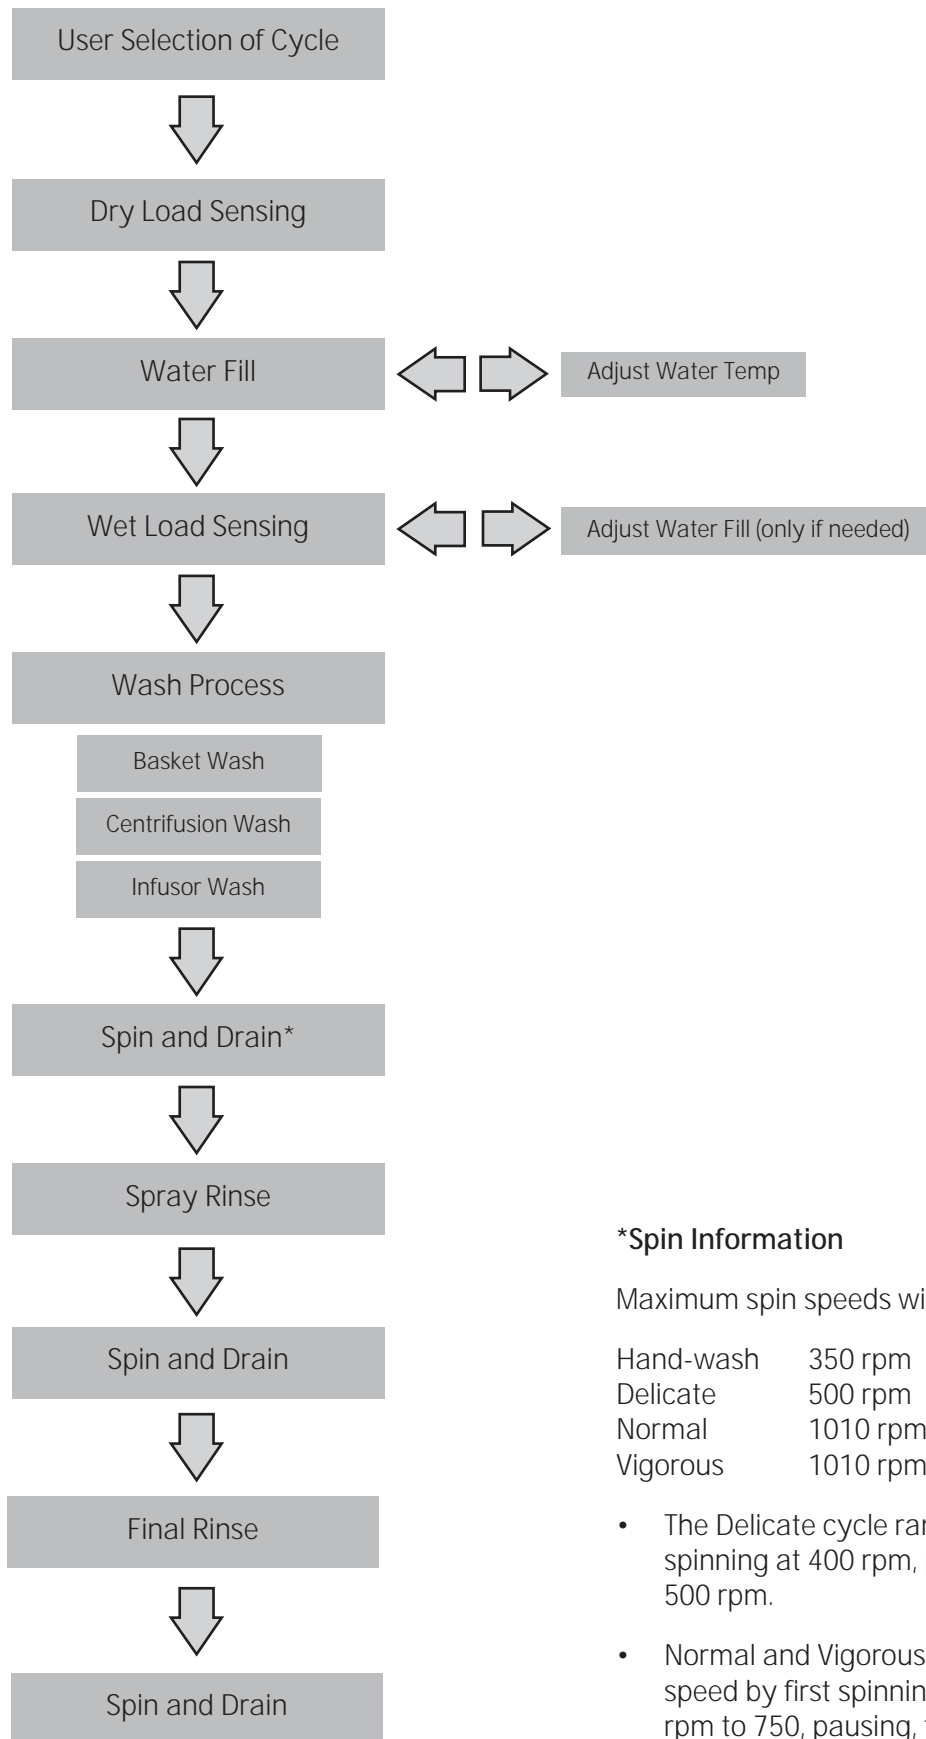 User Selection of Cycle
Dry Load Sensing
Water Fill
Adjust Water Temp
Wet Load Sensing
Adjust Water Fill (only if needed)
Wash Process
Basket Wash
Centrifusion Wash
Infusor Wash
Spin and Drain*
Spray Rinse
Spin and Drain
Final Rinse
Spin and Drain
*Spin Information
Maximum spin speeds
Hand-wash 350 rpm
Delicate 500 rpm
Normal 1010 rpm
Vigorous 1010 rpm
• The Delicate cycle
spinning at 400 rpm,
500 rpm.
• Normal and Vigorous
speed by first
rpm to 750, pausing,